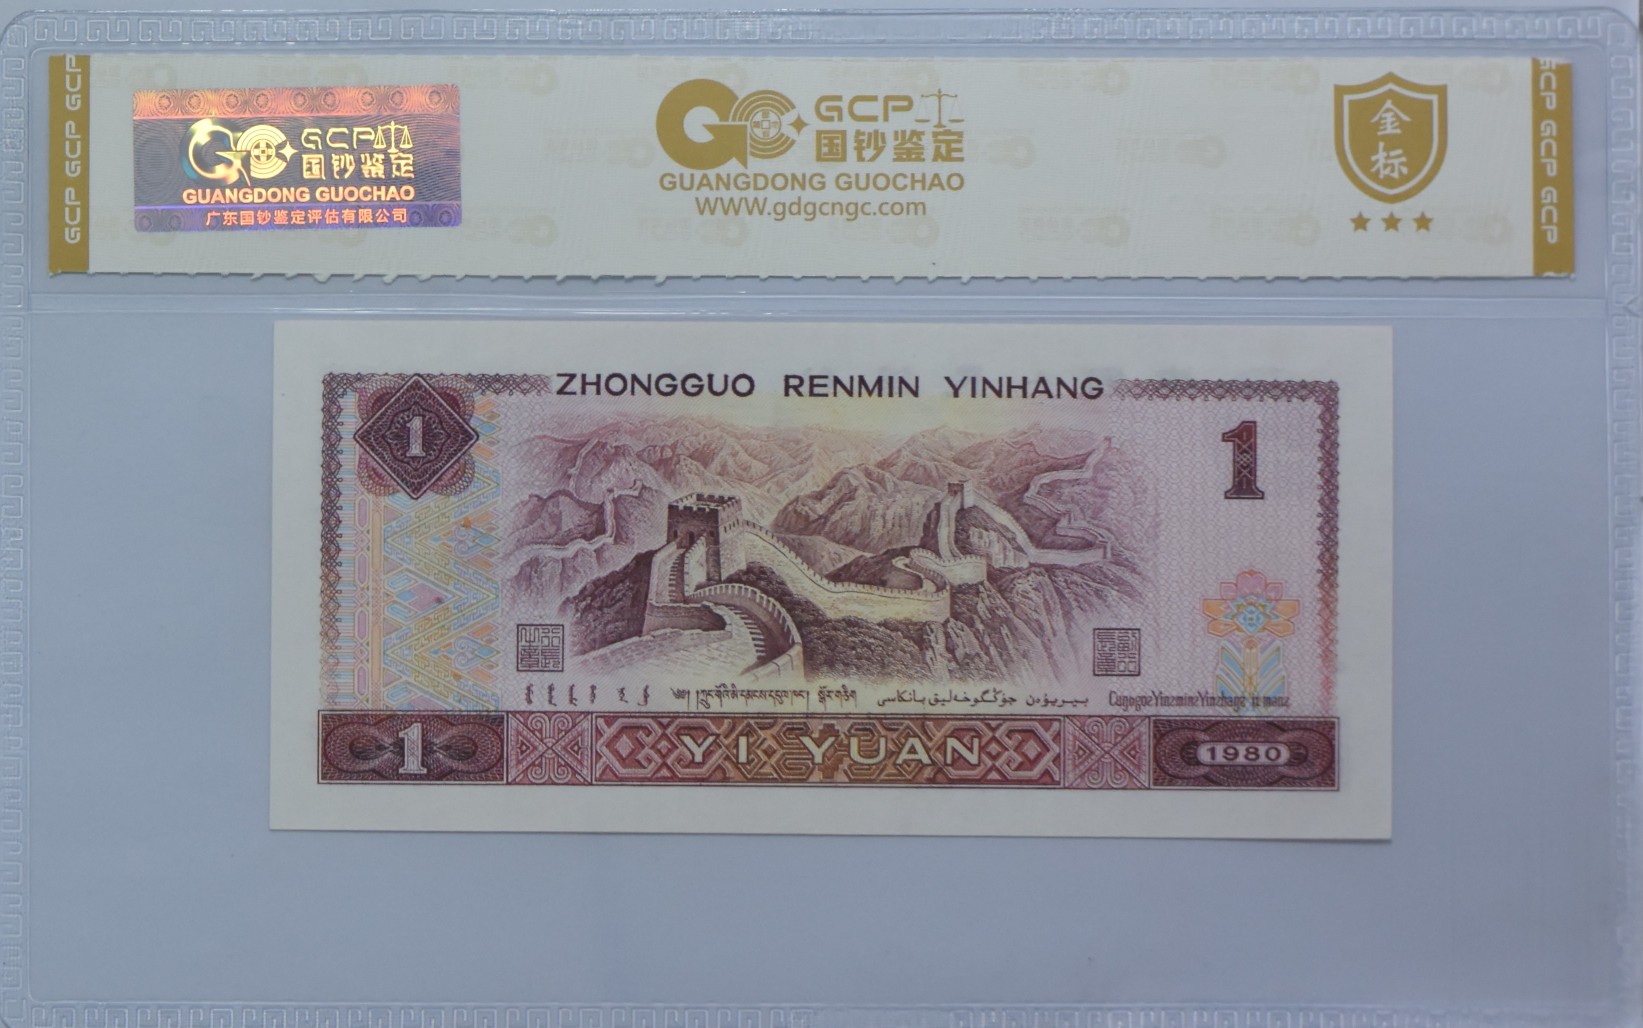 GCP GCP GCP
GCP
国钞鉴定
GUANGDONG GUOCHAO
广东国钞鉴定评估有限公司
GCP
国钞鉴定
GUANGDONG GUOCHAO
www.gdgcngc.com
金标
GCP GCP GCP
ZHONGGUO RENMIN YINHANG
1
1
1
YI YUAN
1980